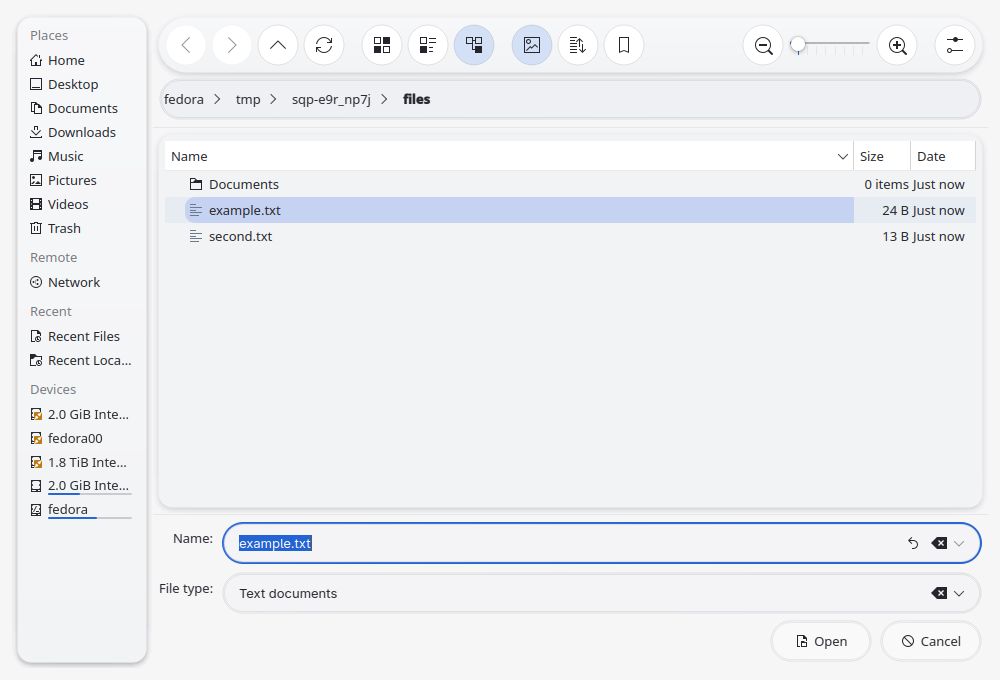 Places
Home
Desktop
Documents
Downloads
Music
Pictures
Videos
Trash
Remote
Network
Recent
Recent Files
Recent Loca...
Devices
2.0 GiB Inte...
fedora00
1.8 TiB Inte...
2.0 GiB Inte...
fedora
fedora > tmp > sqp-e9r_np7j > files
Name Size Date
Documents 0 items Just now
example.txt 24 B Just now
second.txt 13 B Just now
Name: example.txt
File type: Text documents
Open Cancel